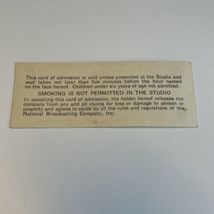 This card of admission is void unless presented at the Studio and
seat taken not later than five minutes before the hour named
on the face hereof. Children under six years of age not admitted.
SMOKING IS NOT PERMITTED IN THE STUDIO
In accepting this card of admission, the holder hereof releases the
company from any and all claims for loss or damage to person or
property and agrees to abide by all the rules and regulations of the
National Broadcasting Company, Inc.